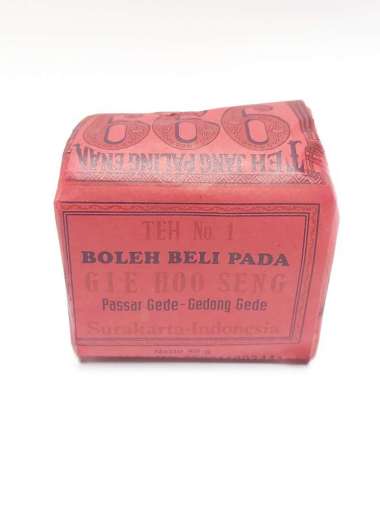 999
TEH JANG PALING ENAK
TEH No. 1
BOLEH BELI PADA
GIE HOO SENG
Passar Gede-Gedong Gede
Surakarta-Indonesia
Netto